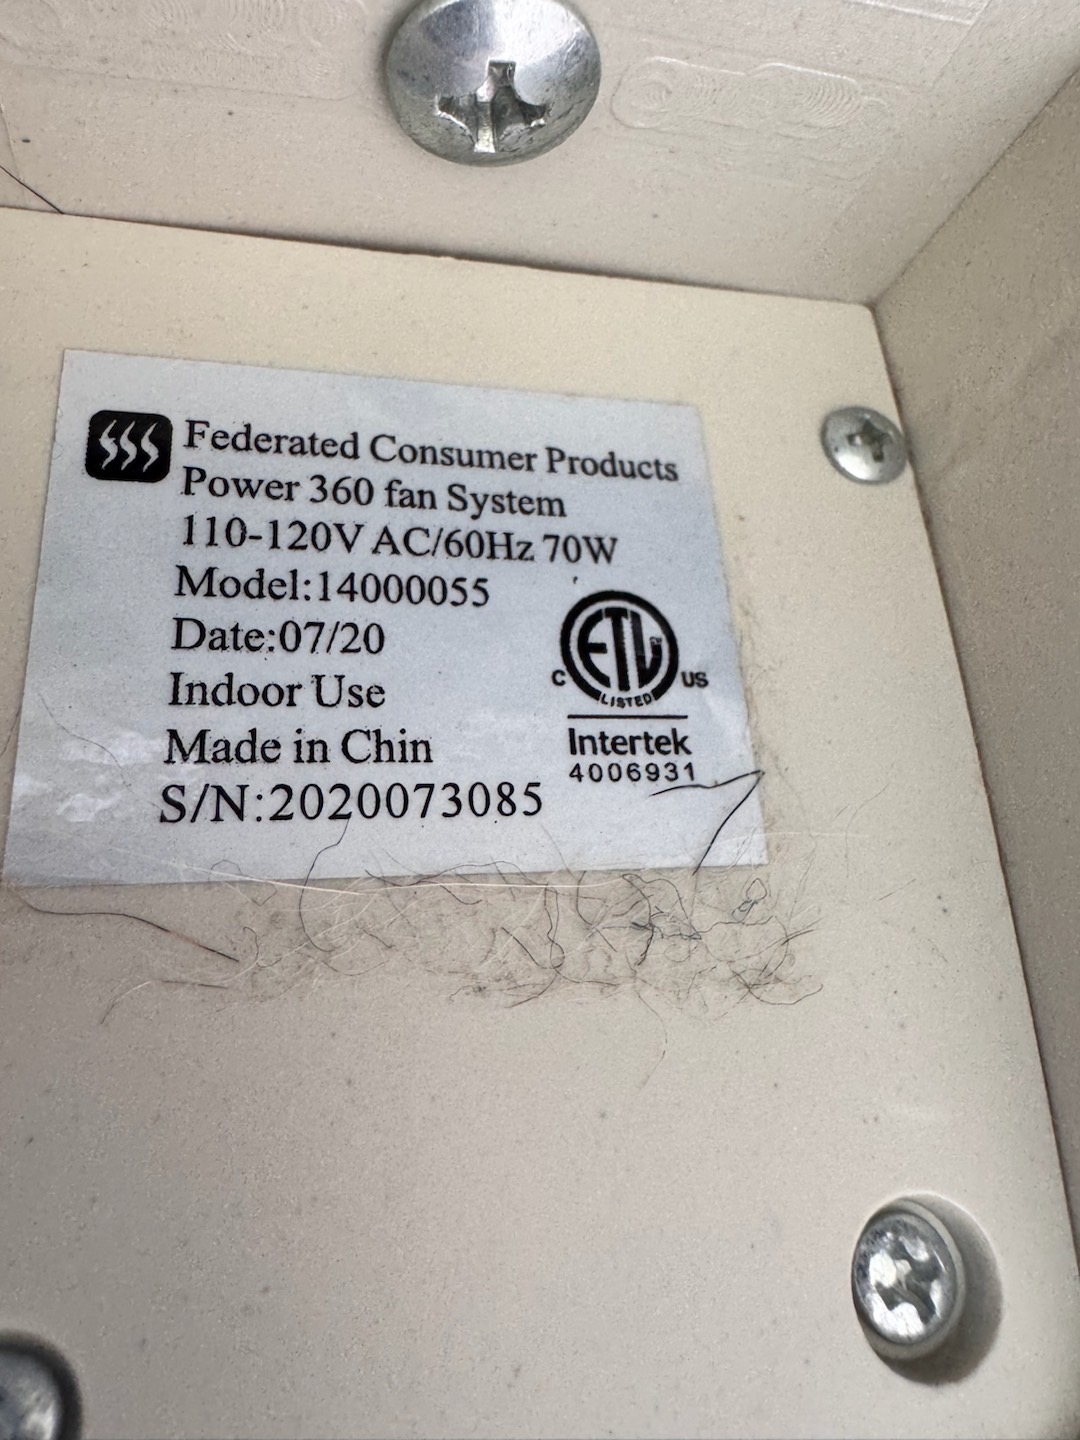 Federated Consumer Products
Power 360 fan System
110-120V AC/60Hz 70W
Model:14000055
Date:07/20
Indoor Use
Made in Chin
S/N:2020073085
ETL
C US
LISTED
Intertek
4006931